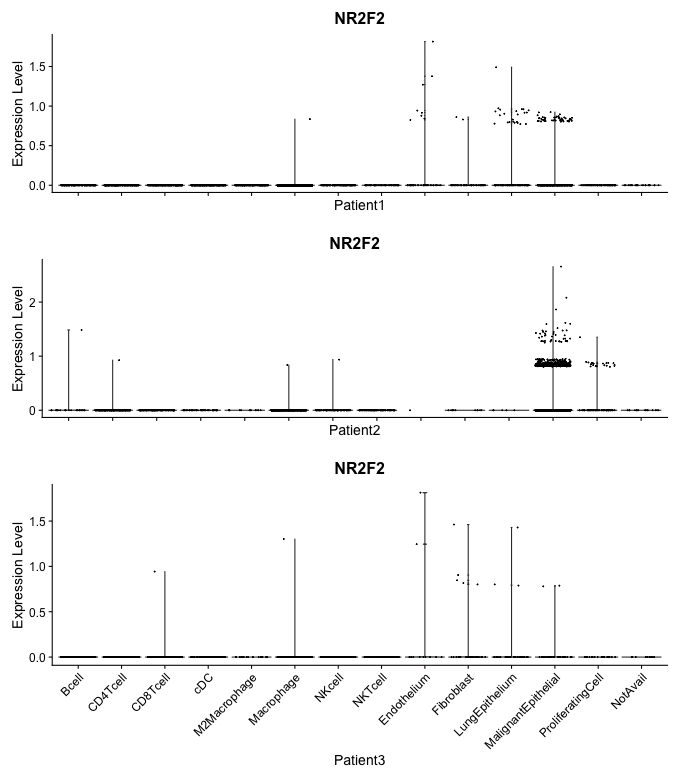 NR2F2
Expression Level
1.5
1.0
0.5
0.0
Patient1
NR2F2
Expression Level
2
1
0
Patient2
NR2F2
Expression Level
1.5
1.0
0.5
0.0
Bcell
CD4Tcell
CD8Tcell
cDC
M2Macrophage
Macrophage
NKcell
NKTcell
Endothelium
Fibroblast
LungEpithelium
MalignantEpithelial
ProliferatingCell
NotAvail
Patient3